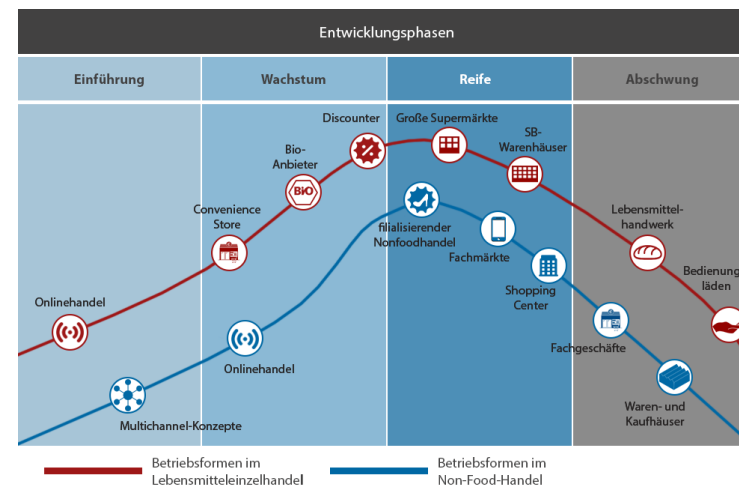 Entwicklungsphasen
Einführung
Wachstum
Reife
Abschwung
Discounter
Große Supermärkte
SB-
Warenhäuser
Bio-
Anbieter
BIO
Convenience
Store
filialisierender
Nonfoodhandel
Lebensmittel-
handwerk
Fachmärkte
Bedienung
läden
Shopping
Center
Onlinehandel
Fachgeschäfte
Onlinehandel
Waren- und
Kaufhäuser
Multichannel-Konzepte
Betriebsformen im
Lebensmitteleinzelhandel
Betriebsformen im
Non-Food-Handel